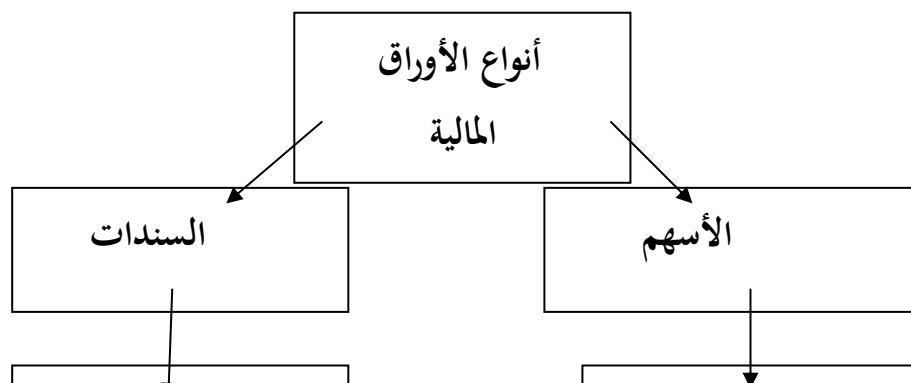 أنواع الأوراق
المالية
الأسهم
السندات